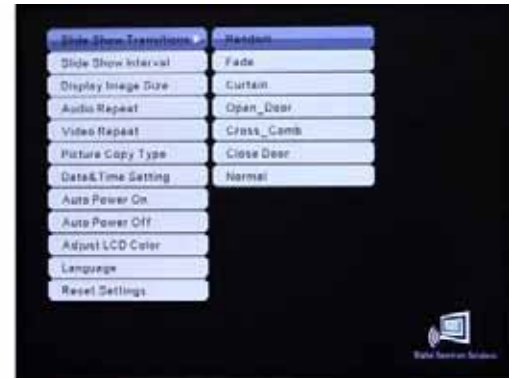 Slide Show Transitions
Random
Slide Show Interval
Fade
Display Image Size
Curtain
Audio Repeat
Open_Door
Video Repeat
Cross_Comb
Picture Copy Type
Close Door
Date&Time Setting
Normal
Auto Power On
Auto Power Off
Adjust LCD Color
Language
Reset Settings